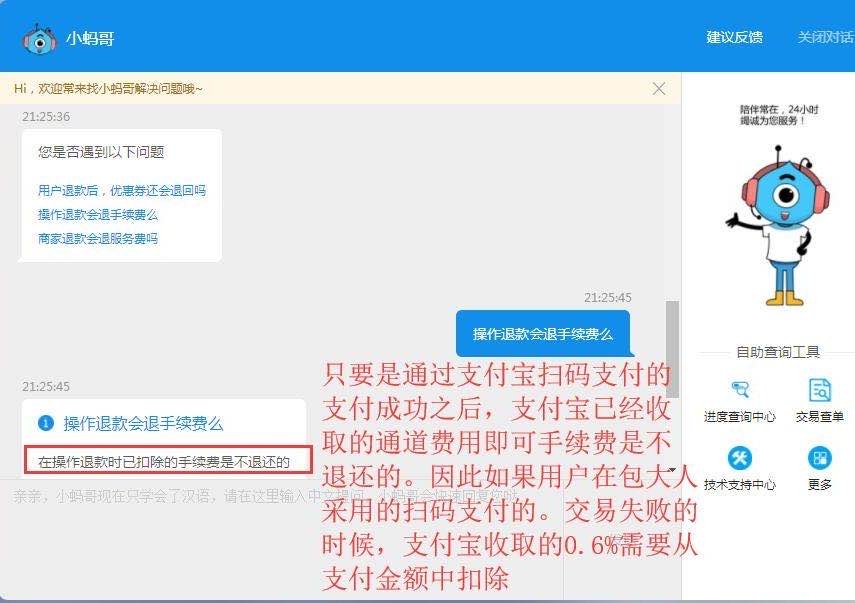 小蚂哥
建议反馈
关闭对话
Hi，欢迎常来找小蚂哥解决问题哦~
21:25:36
您是否遇到以下问题
用户退款后，优惠券还会退回吗
操作退款会退手续费么
商家退款会退服务费吗
21:25:45
操作退款会退手续费么
21:25:45
1 操作退款会退手续费么
在操作退款时已扣除的手续费是不退还的
亲亲，小蚂哥现在只学会了汉语，请在这里输入中文提问，小蚂哥会快速回复您哒
只要是通过支付宝扫码支付的
支付成功之后，支付宝已经收
取的通道费用即可手续费是不
退还的。因此如果用户在包大人
采用的扫码支付的。交易失败的
时候，支付宝收取的0.6%需要从
支付金额中扣除
陪伴常在，24小时
竭诚为您服务！
自助查询工具
进度查询中心
交易查单
技术支持中心
更多